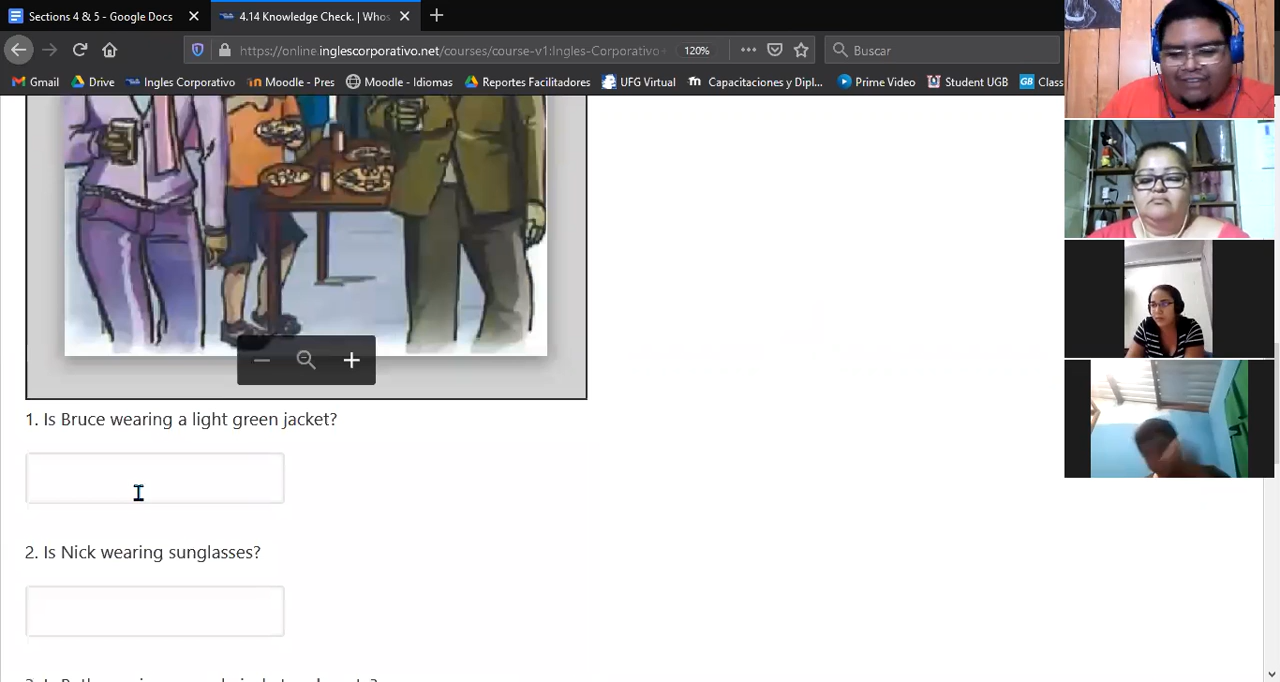 Sections 4 & 5 - Google Docs
4.14 Knowledge Check. | Whos
https://online.inglescorporativo.net/courses/course-v1:Ingles-Corporativo
120%
Buscar
Gmail
Drive
Ingles Corporativo
Moodle - Pres
Moodle - Idiomas
Reportes Facilitadores
UFG Virtual
Capacitaciones y Dipl...
Prime Video
Student UGB
GB Class
1. Is Bruce wearing a light green jacket?
2. Is Nick wearing sunglasses?